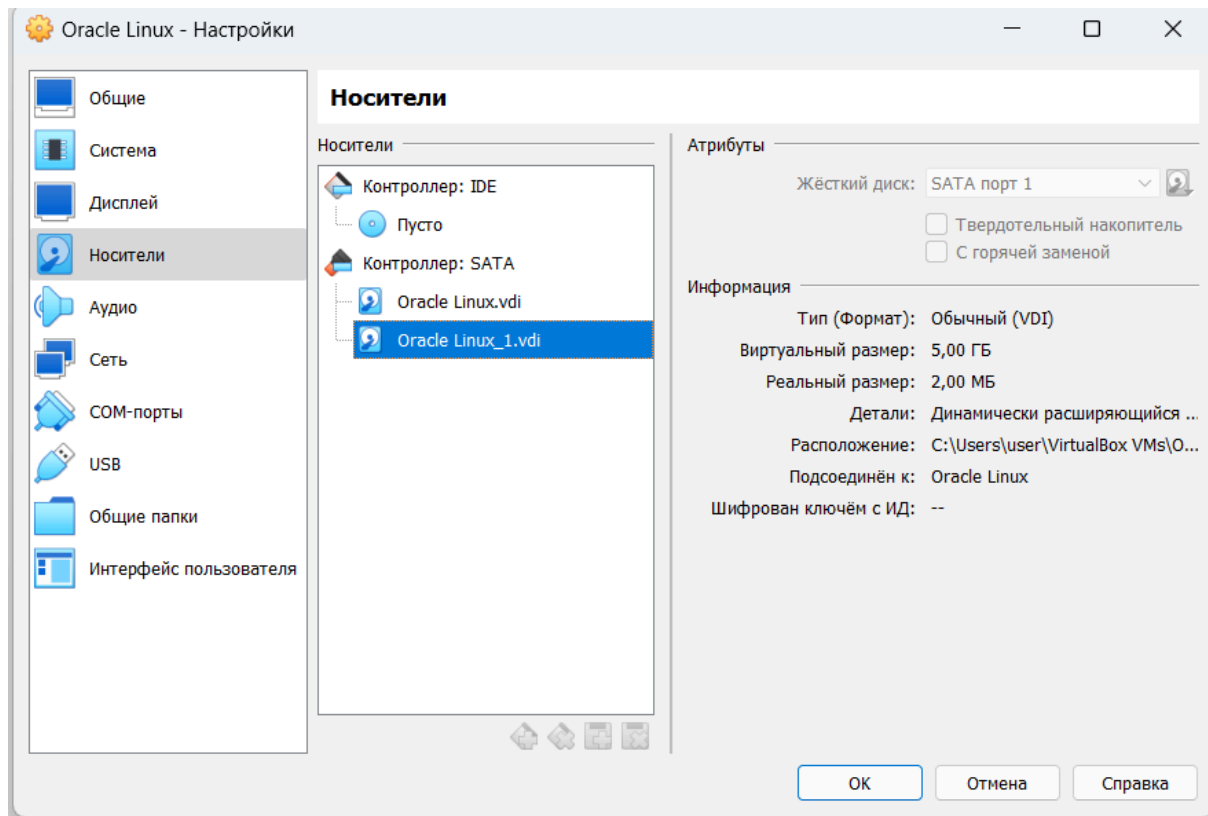 Oracle Linux - Настройки
Общие
Система
Дисплей
Носители
Аудио
Сеть
COM-порты
USB
Общие папки
Интерфейс пользователя
Носители
Носители
Контроллер: IDE
Пусто
Контроллер: SATA
Oracle Linux.vdi
Oracle Linux_1.vdi
Атрибуты
Жёсткий диск: SATA порт 1
Твердотельный накопитель
С горячей заменой
Информация
Тип (Формат): Обычный (VDI)
Виртуальный размер: 5,00 ГБ
Реальный размер: 2,00 МБ
Детали: Динамически расширяющийся ...
Расположение: C:\Users\user\VirtualBox VMs\O...
Подсоединён к: Oracle Linux
Шифрован ключём с ИД: --
OK
Отмена
Справка